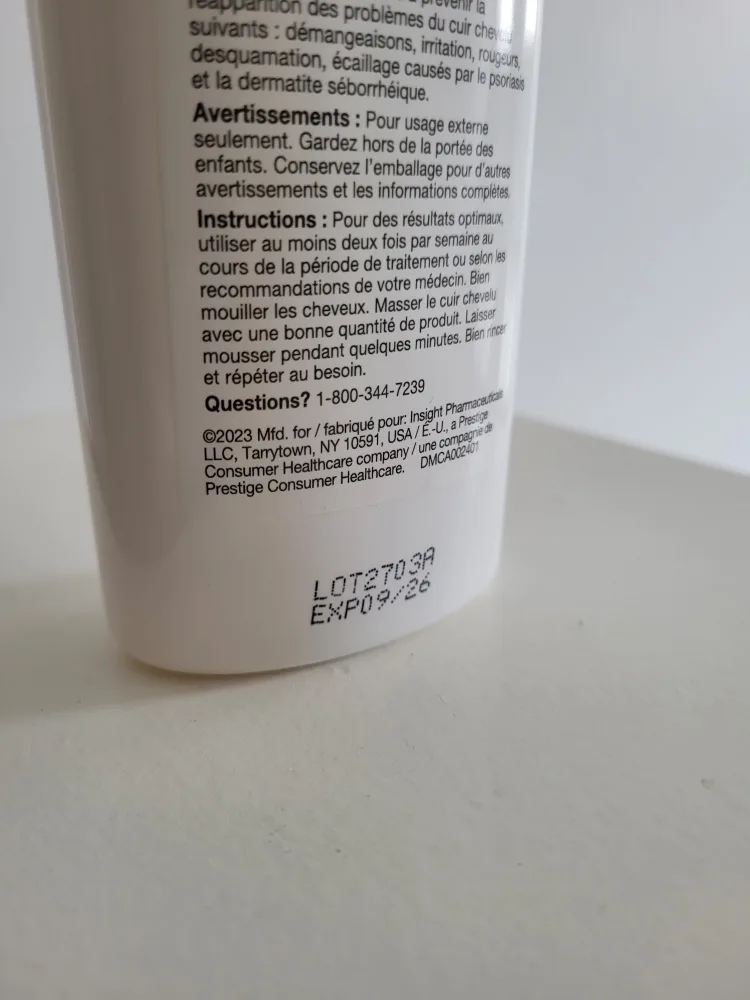 prévenir la
réapparition des problèmes du cuir chevelu
suivants : démangeaisons, irritation, rougeurs,
desquamation, écaillage causés par le psoriasis
et la dermatite séborrhéique.
Avertissements : Pour usage externe
seulement. Gardez hors de la portée des
enfants. Conservez l'emballage pour d'autres
avertissements et les informations complètes.
Instructions : Pour des résultats optimaux,
utiliser au moins deux fois par semaine au
cours de la période de traitement ou selon les
recommandations de votre médecin. Bien
mouiller les cheveux. Masser le cuir chevelu
avec une bonne quantité de produit. Laisser
mousser pendant quelques minutes. Bien rincer
et répéter au besoin.
Questions? 1-800-344-7239
©2023 Mfd. for / fabriqué pour: Insight Pharmaceuticals
LLC, Tarrytown, NY 10591, USA / É.-U., a Prestige
Consumer Healthcare company / une compagnie de
Prestige Consumer Healthcare. DMCA002401
LOT2703A
EXP09/26